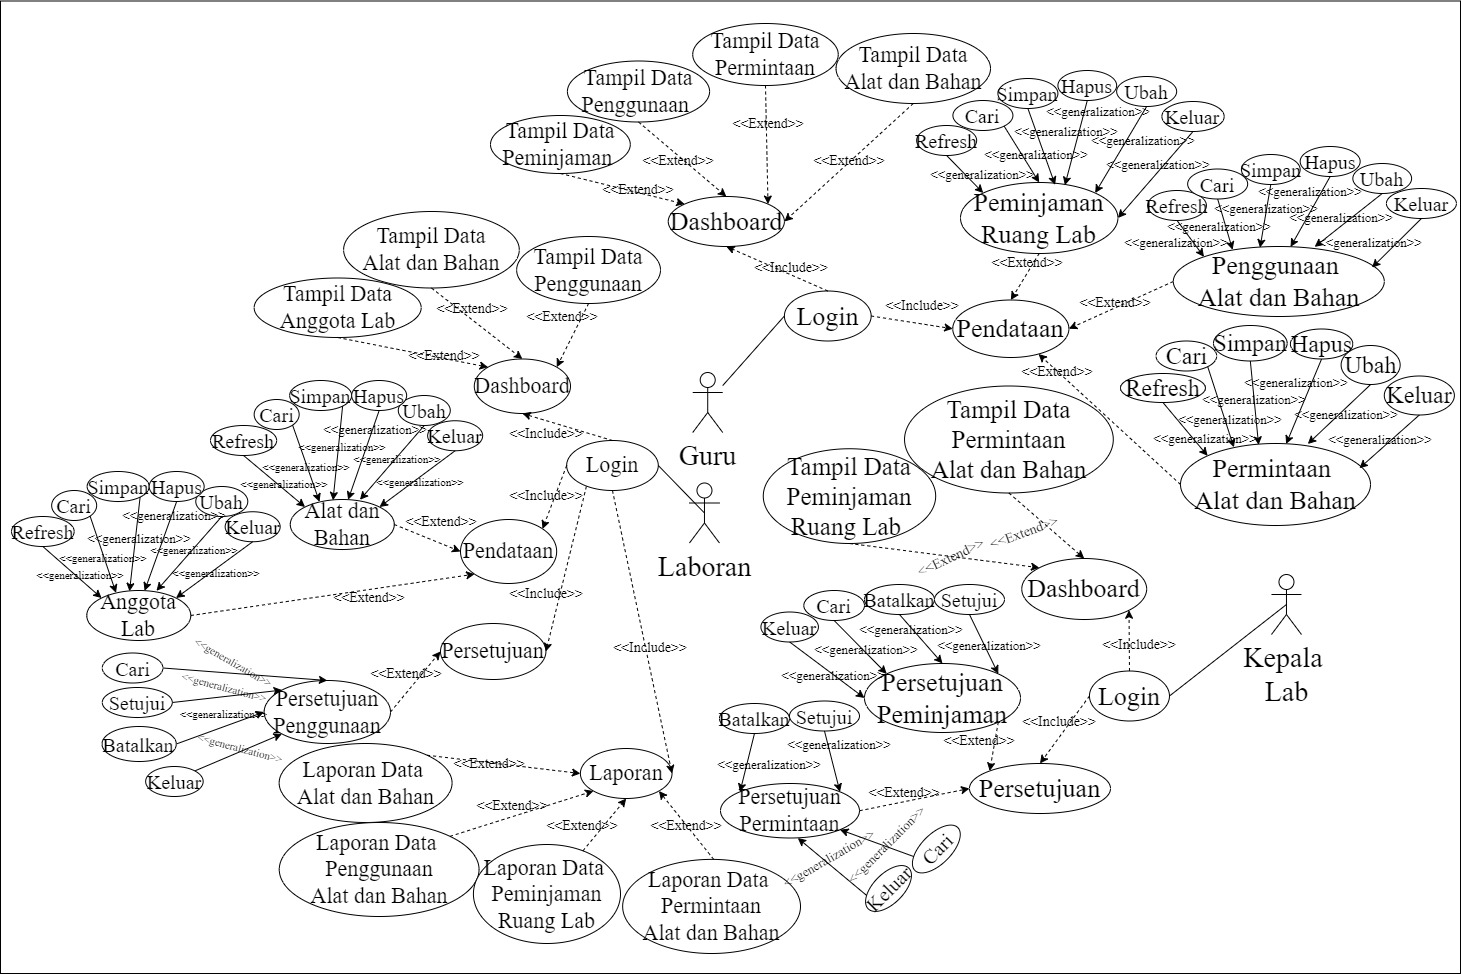 Tampil Data
Permintaan
Tampil Data
Alat dan Bahan
Tampil Data
Penggunaan
Tampil Data
Peminjaman
<<Extend>>
<<Extend>>
<<Extend>>
<<Extend>>
Dashboard
<<Include>>
Login
<<Include>>
Guru
Refresh
Cari
Simpan
Hapus
Ubah
Keluar
<<generalization>>
<<generalization>>
<<generalization>>
<<generalization>>
<<generalization>>
<<generalization>>
Peminjaman
Ruang Lab
<<Extend>>
Pendataan
Refresh
Cari
Simpan
Hapus
Ubah
Keluar
<<generalization>>
<<generalization>>
<<generalization>>
<<generalization>>
<<generalization>>
<<generalization>>
Penggunaan
Alat dan Bahan
<<Extend>>
Refresh
Cari
Simpan
Hapus
Ubah
Keluar
<<generalization>>
<<generalization>>
<<generalization>>
<<generalization>>
<<generalization>>
<<generalization>>
Permintaan
Alat dan Bahan
<<Extend>>
Tampil Data
Alat dan Bahan
Tampil Data
Penggunaan
Tampil Data
Anggota Lab
<<Extend>>
<<Extend>>
<<Extend>>
Dashboard
<<Include>>
Login
Laboran
<<Include>>
<<Include>>
<<Include>>
Refresh
Cari
Simpan
Hapus
Ubah
Keluar
<<generalization>>
<<generalization>>
<<generalization>>
<<generalization>>
<<generalization>>
<<generalization>>
Alat dan
Bahan
<<Extend>>
Pendataan
Refresh
Cari
Simpan
Hapus
Ubah
Keluar
<<generalization>>
<<generalization>>
<<generalization>>
<<generalization>>
<<generalization>>
<<generalization>>
Anggota
Lab
<<Extend>>
Persetujuan
<<Extend>>
Cari
Setujui
Batalkan
Keluar
<<generalization>>
<<generalization>>
<<generalization>>
<<generalization>>
Persetujuan
Penggunaan
Laporan
Laporan Data
Alat dan Bahan
<<Extend>>
Laporan Data
Penggunaan
Alat dan Bahan
<<Extend>>
Laporan Data
Peminjaman
Ruang Lab
<<Extend>>
Laporan Data
Permintaan
Alat dan Bahan
<<Extend>>
Tampil Data
Permintaan
Alat dan Bahan
Tampil Data
Peminjaman
Ruang Lab
<<Extend>>
<<Extend>>
Dashboard
<<Include>>
Login
Kepala
Lab
<<Include>>
Keluar
Cari
Batalkan
Setujui
<<generalization>>
<<generalization>>
<<generalization>>
<<generalization>>
Persetujuan
Peminjaman
<<Extend>>
Persetujuan
Batalkan
Setujui
<<generalization>>
<<generalization>>
Persetujuan
Permintaan
<<Extend>>
<<generalization>>
<<generalization>>
Cari
Keluar